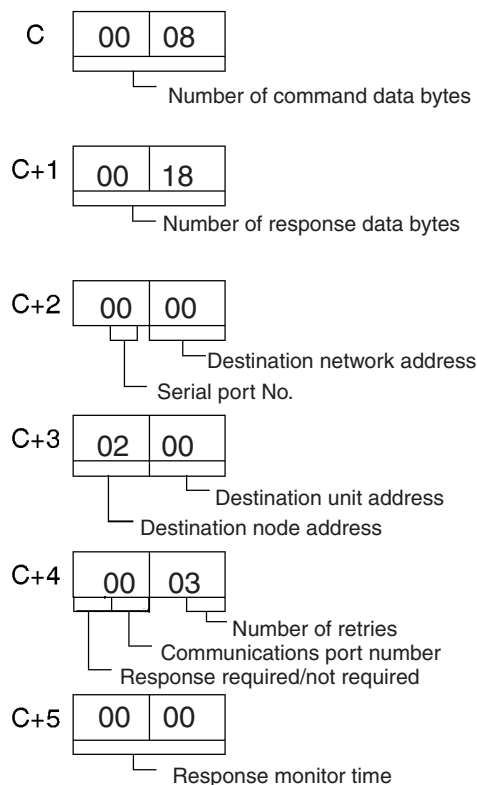 C 00 08
Number of command data bytes
C+1 00 18
Number of response data bytes
C+2 00 00
Destination network address
Serial port No.
C+3 02 00
Destination unit address
Destination node address
C+4 00 03
Number of retries
Communications port number
Response required/not required
C+5 00 00
Response monitor time